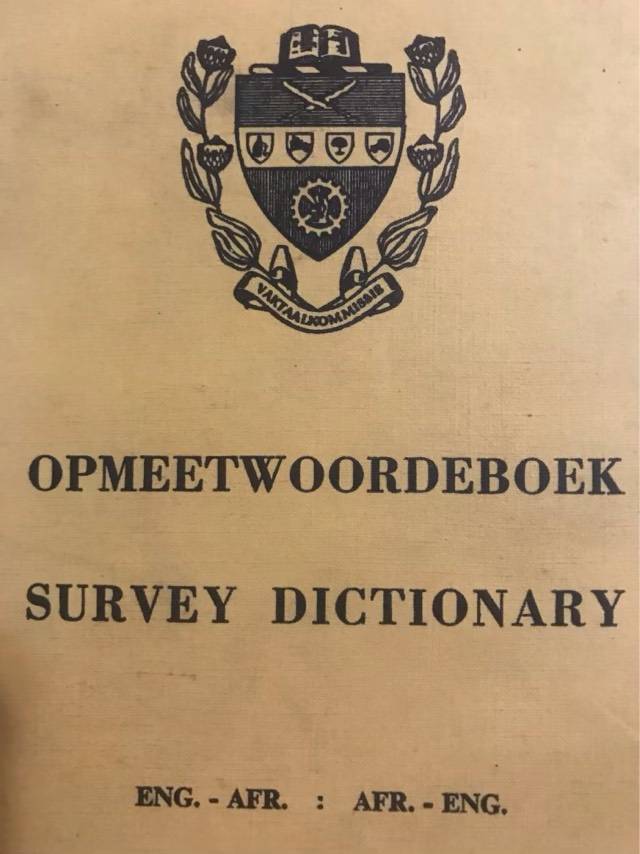 VAKTAALKOMMISSIE
OPMEETWOORDEBOEK
SURVEY DICTIONARY
ENG. - AFR. : AFR. - ENG.